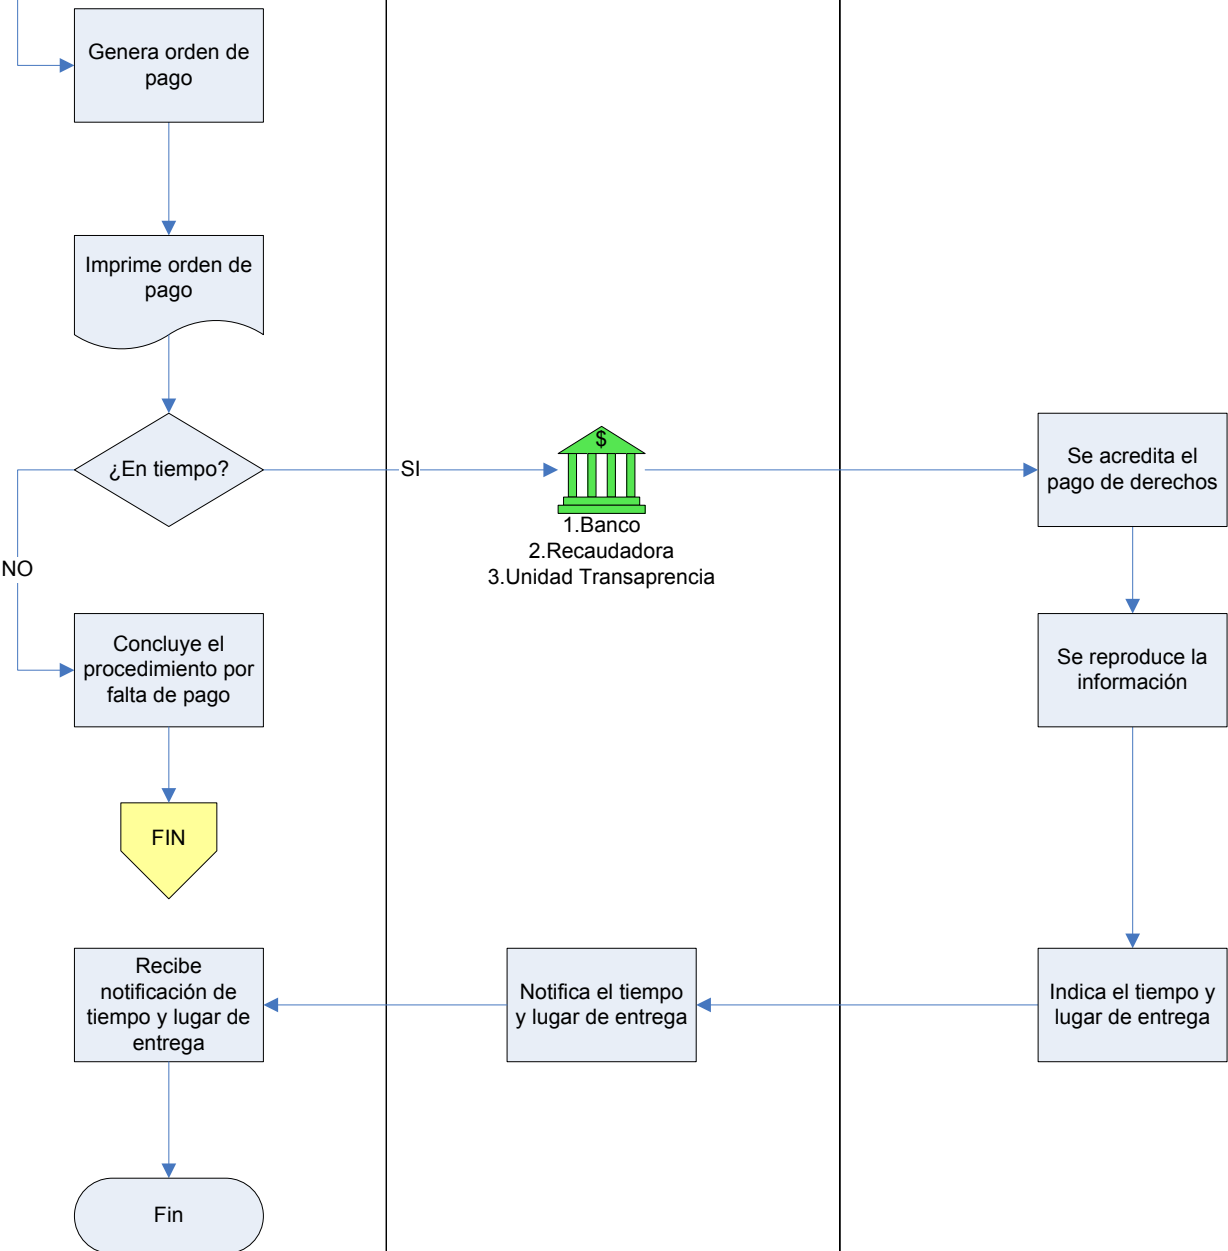 Genera orden de
pago
Imprime orden de
pago
¿En tiempo?
SI
$
1.Banco
2.Recaudadora
3.Unidad Transaprencia
Se acredita el
pago de derechos
NO
Concluye el
procedimiento por
falta de pago
Se reproduce la
información
FIN
Recibe
notificación de
tiempo y lugar de
entrega
Notifica el tiempo
y lugar de entrega
Indica el tiempo y
lugar de entrega
Fin